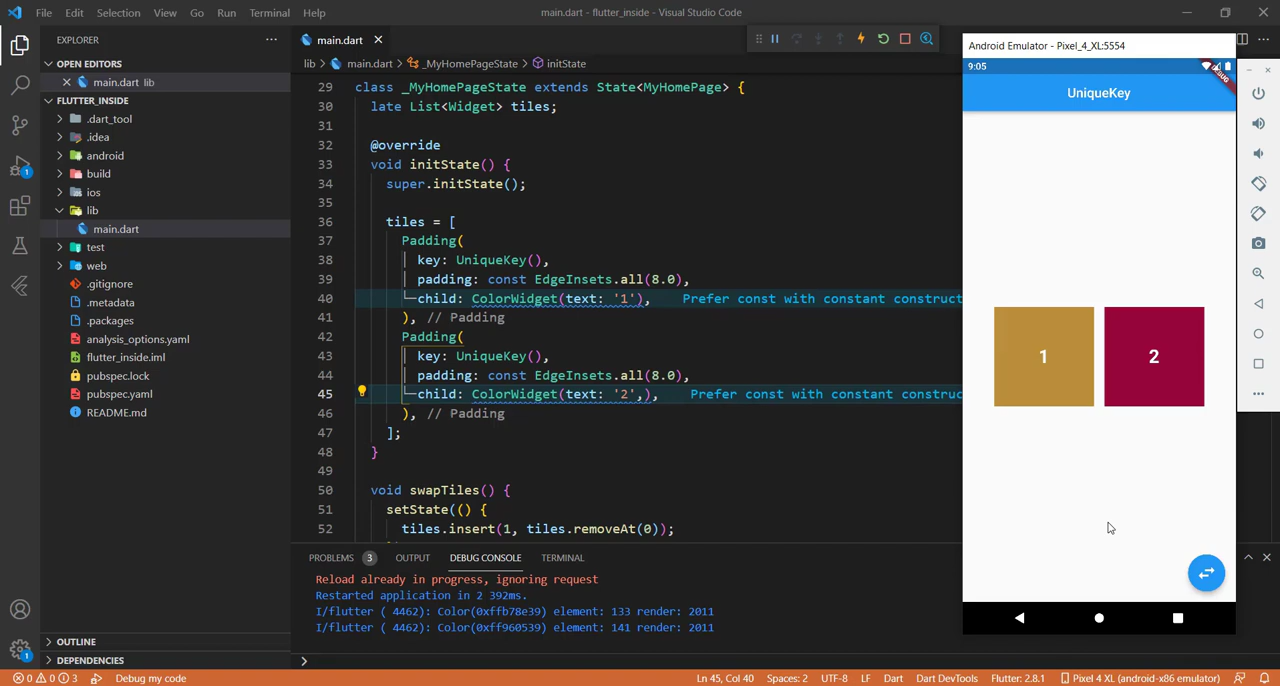 File Edit Selection View Go Run Terminal Help
main.dart - flutter_inside - Visual Studio Code
EXPLORER
OPEN EDITORS
main.dart lib
FLUTTER_INSIDE
.dart_tool
.idea
android
build
ios
lib
main.dart
test
web
.gitignore
.metadata
.packages
analysis_options.yaml
flutter_inside.iml
pubspec.lock
pubspec.yaml
README.md
OUTLINE
DEPENDENCIES
main.dart
lib > main.dart > _MyHomePageState > initState
29 class _MyHomePageState extends State<MyHomePage> {
30 late List<Widget> tiles;
31
32 @override
33 void initState() {
34 super.initState();
35
36 tiles = [
37 Padding(
38 key: UniqueKey(),
39 padding: const EdgeInsets.all(8.0),
40 child: ColorWidget(text: '1'), Prefer const with constant construct
41 ), // Padding
42 Padding(
43 key: UniqueKey(),
44 padding: const EdgeInsets.all(8.0),
45 child: ColorWidget(text: '2',), Prefer const with constant construc
46 ), // Padding
47 ];
48 }
49
50 void swapTiles() {
51 setState(() {
52 tiles.insert(1, tiles.removeAt(0));
PROBLEMS 3 OUTPUT DEBUG CONSOLE TERMINAL
Reload already in progress, ignoring request
Restarted application in 2 392ms.
I/flutter ( 4462): Color(0xffb78e39) element: 133 render: 2011
I/flutter ( 4462): Color(0xff960539) element: 141 render: 2011
Android Emulator - Pixel_4_XL:5554
9:05
DEBUG
UniqueKey
1 2
1
1
0 0 3 Debug my code
Ln 45, Col 40 Spaces: 2 UTF-8 LF Dart Dart DevTools Flutter: 2.8.1 Pixel 4 XL (android-x86 emulator)